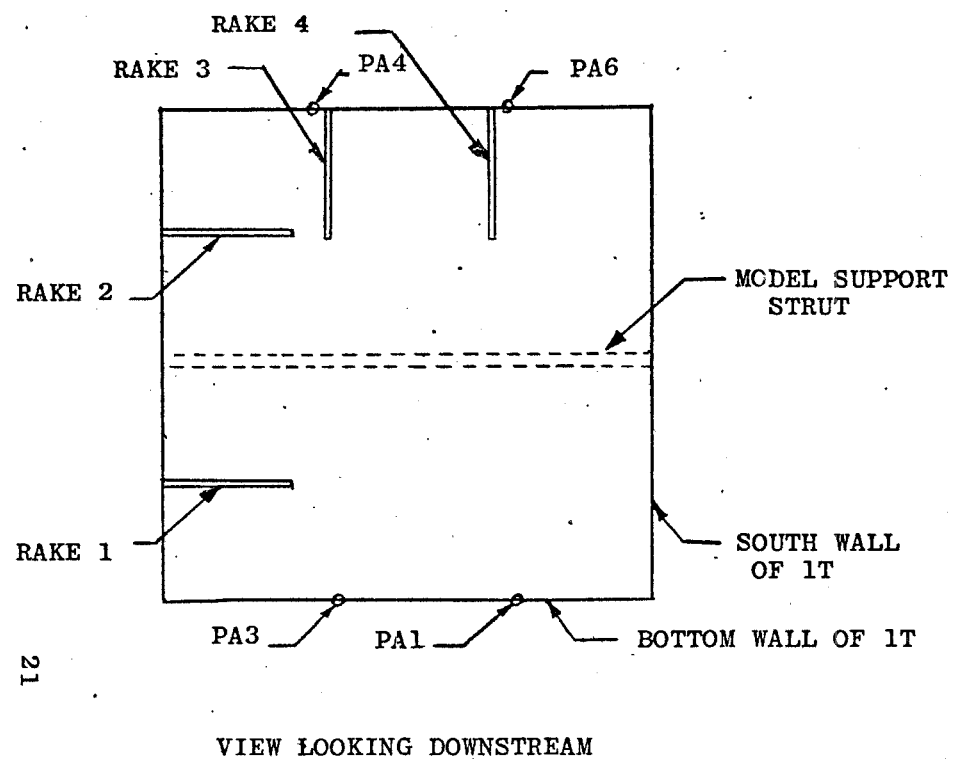 RAKE 4
RAKE 3
PA4
PA6
RAKE 2
MODEL SUPPORT
STRUT
RAKE 1
SOUTH WALL
OF 1T
PA3
PA1
BOTTOM WALL OF 1T
21
VIEW LOOKING DOWNSTREAM